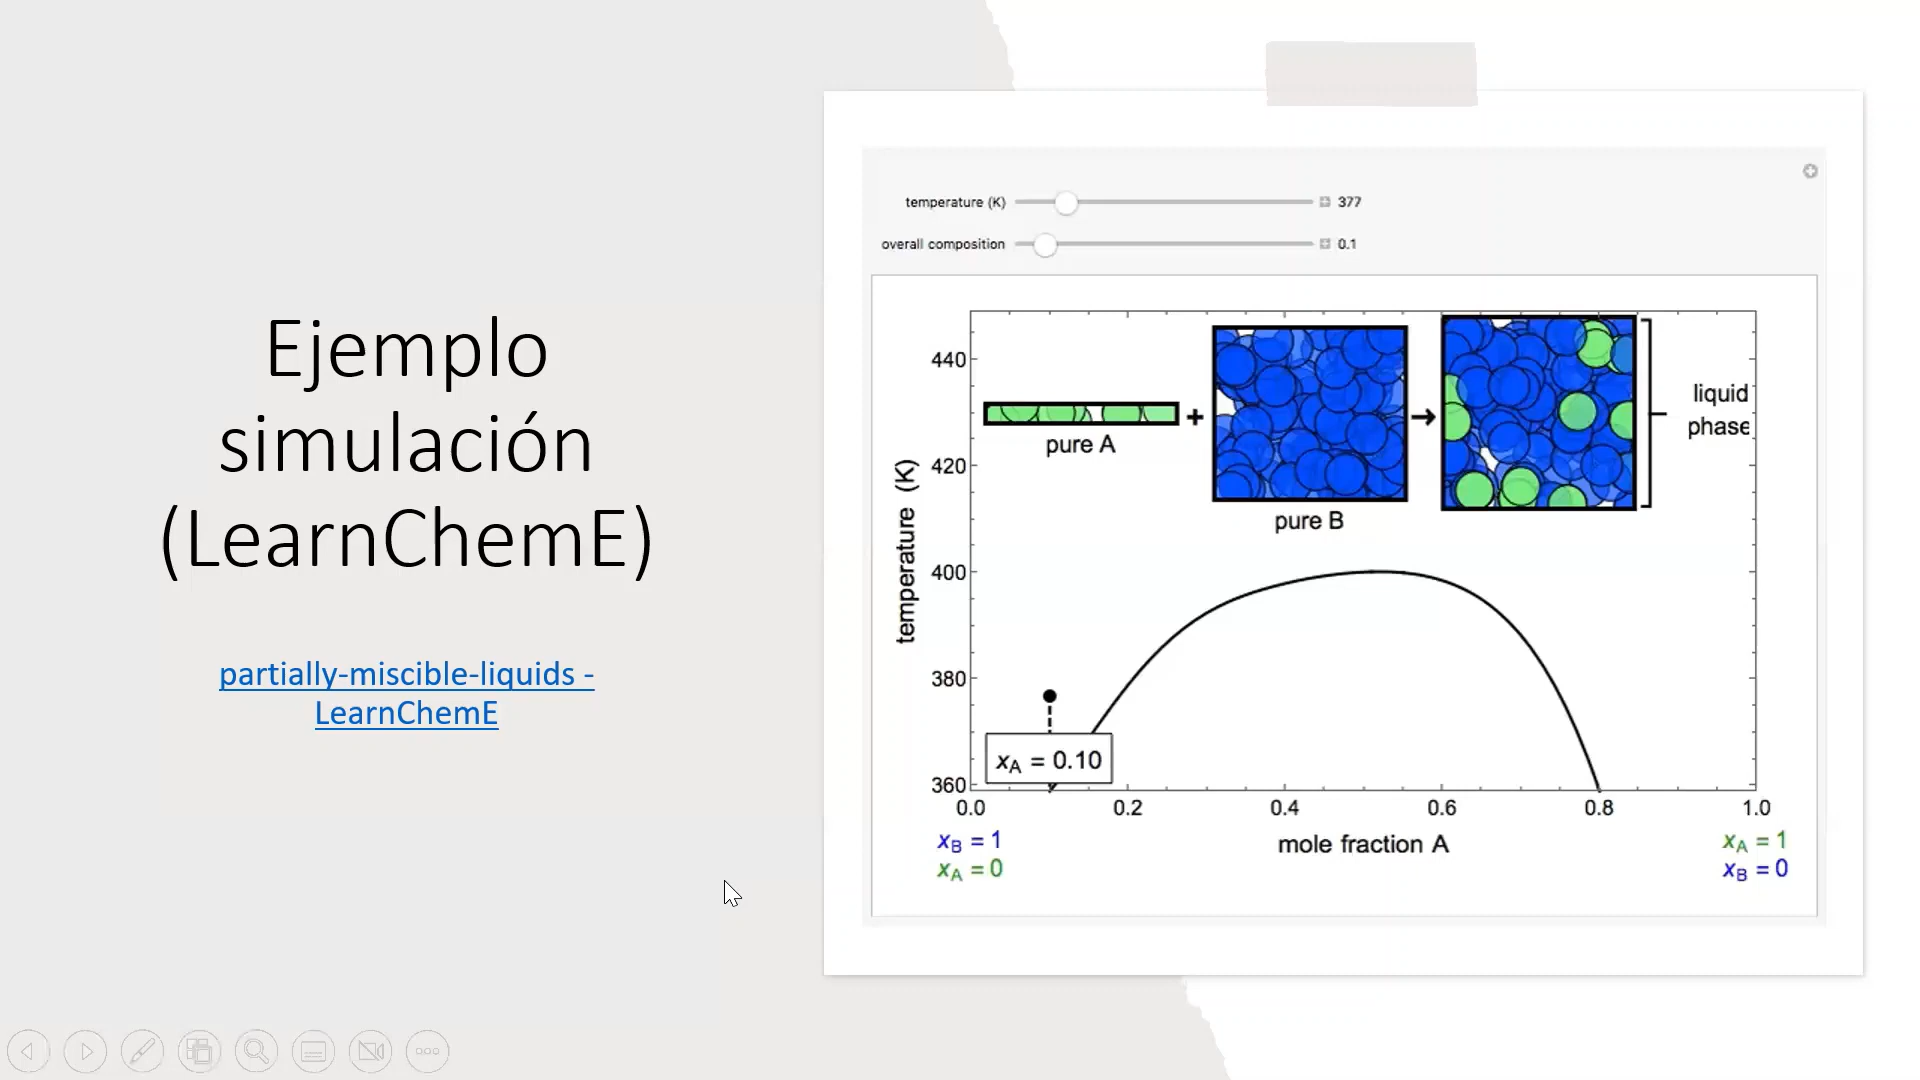 Ejemplo
simulación
(LearnChemE)
partially-miscible-liquids -
LearnChemE
temperature (K) 377
overall composition 0.1
440
420
400
380
360
temperature (K)
pure A
+
pure B
→
liquid
phase
xA = 0.10
0.0 0.2 0.4 0.6 0.8 1.0
mole fraction A
xB = 1
xA = 0
xA = 1
xB = 0